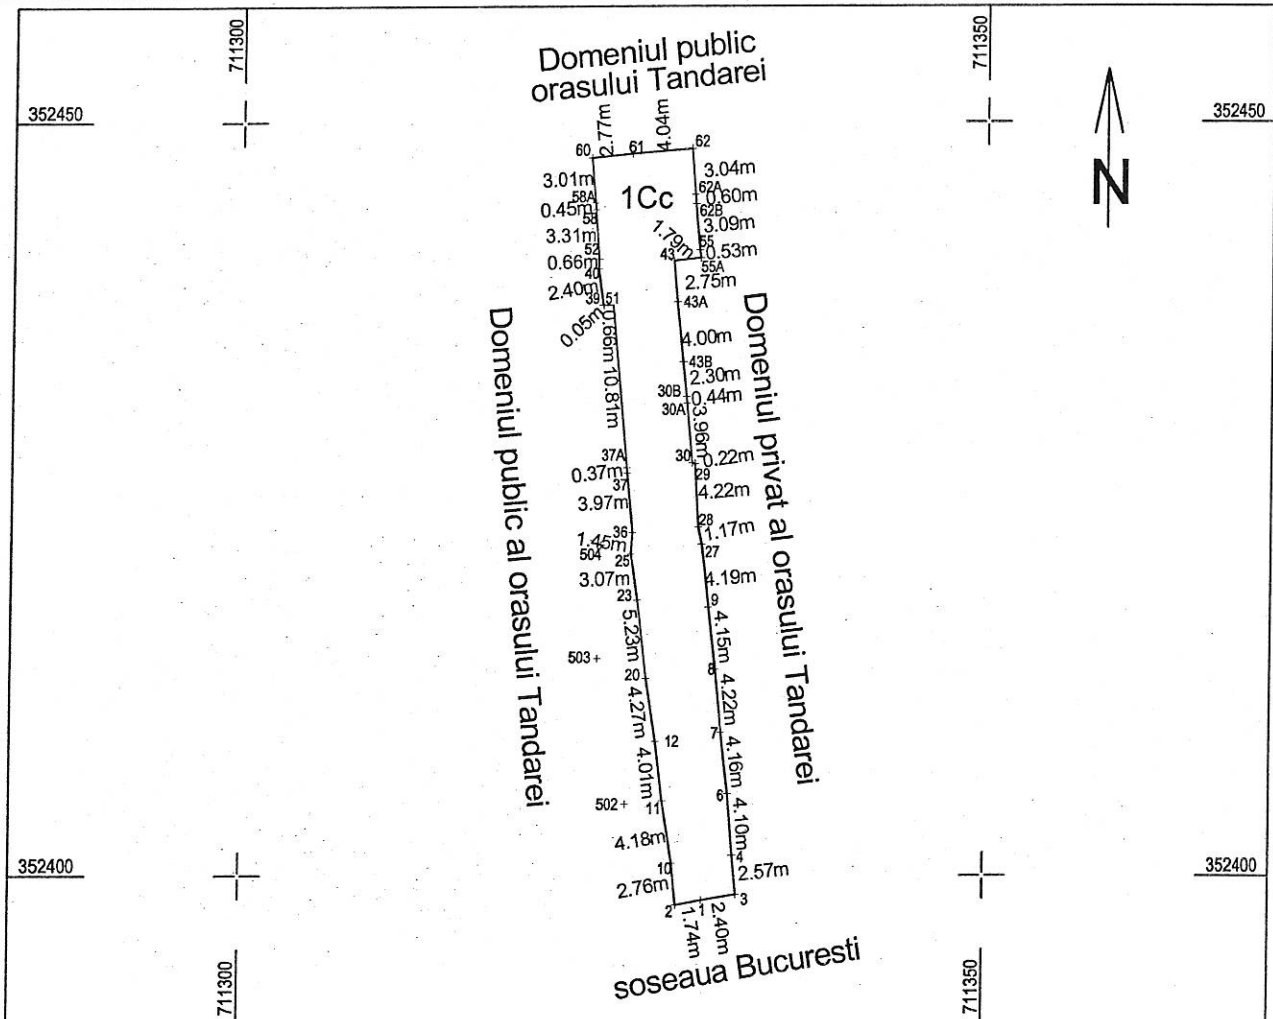 711300
711350
Domeniul public
orasului Tandarei
352450
352450
2.77m
4.04m
60
61
62
3.01m
3.04m
58A
1Cc
62A
0.60m
0.45m
62B
58
3.09m
3.31m
1.79m
52
43
55
0.53m
0.66m
55A
40
2.75m
2.40m
39
51
43A
0.05m
0.66m
4.00m
10.81m
43B
2.30m
30B
0.44m
30A
3.96m
37A
30
0.22m
0.37m
29
37
4.22m
3.97m
36
28
1.17m
1.45m
504
25
27
3.07m
4.19m
23
9
5.23m
4.15m
503
20
8
4.27m
4.22m
12
7
4.01m
4.16m
502
11
6
4.18m
4.10m
10
4
2.57m
2.76m
2
1
3
1.74m
2.40m
Domeniul public al orasului Tandarei
Domeniul privat al orasului Tandarei
N
352400
352400
soseaua Bucuresti
711300
711350